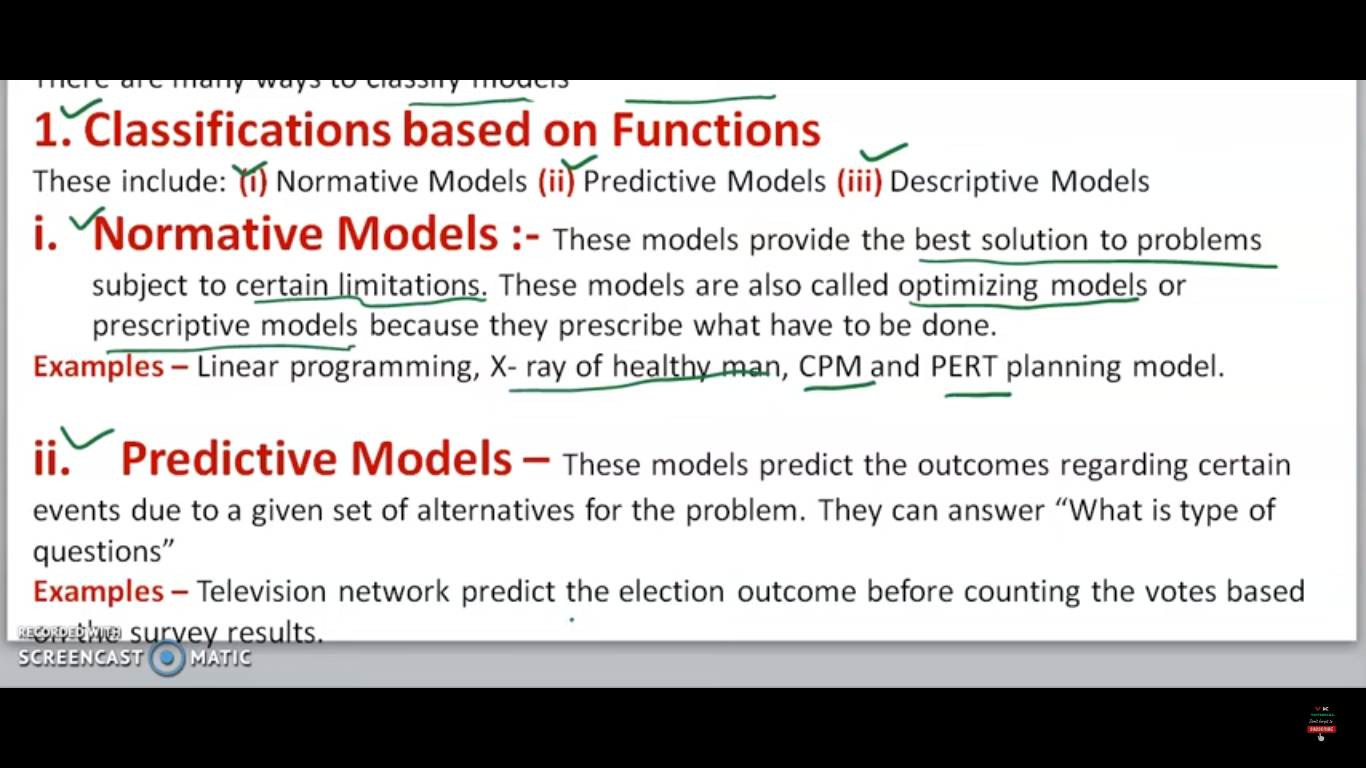 There are many ways to classify models
1. Classifications based on Functions
These include: (i) Normative Models (ii) Predictive Models (iii) Descriptive Models
i. Normative Models :- These models provide the best solution to problems
subject to certain limitations. These models are also called optimizing models or
prescriptive models because they prescribe what have to be done.
Examples – Linear programming, X- ray of healthy man, CPM and PERT planning model.
ii. Predictive Models – These models predict the outcomes regarding certain
events due to a given set of alternatives for the problem. They can answer “What is type of
questions”
Examples – Television network predict the election outcome before counting the votes based
on the survey results.
RECORDED WITH
SCREENCAST MATIC
VK
TUTORIAL
SUBSCRIBE